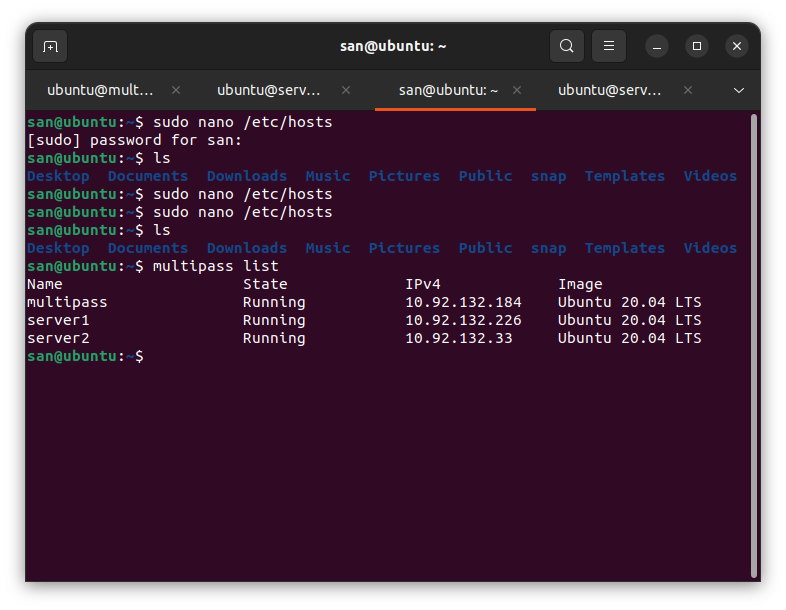 san@ubuntu: ~
ubuntu@mult...
ubuntu@serv...
san@ubuntu: ~
ubuntu@serv...
san@ubuntu:~$ sudo nano /etc/hosts
[sudo] password for san:
san@ubuntu:~$ ls
Desktop  Documents  Downloads  Music  Pictures  Public  snap  Templates  Videos
san@ubuntu:~$ sudo nano /etc/hosts
san@ubuntu:~$ sudo nano /etc/hosts
san@ubuntu:~$ ls
Desktop  Documents  Downloads  Music  Pictures  Public  snap  Templates  Videos
san@ubuntu:~$ multipass list
Name                    State             IPv4             Image
multipass               Running           10.92.132.184    Ubuntu 20.04 LTS
server1                 Running           10.92.132.226    Ubuntu 20.04 LTS
server2                 Running           10.92.132.33     Ubuntu 20.04 LTS
san@ubuntu:~$